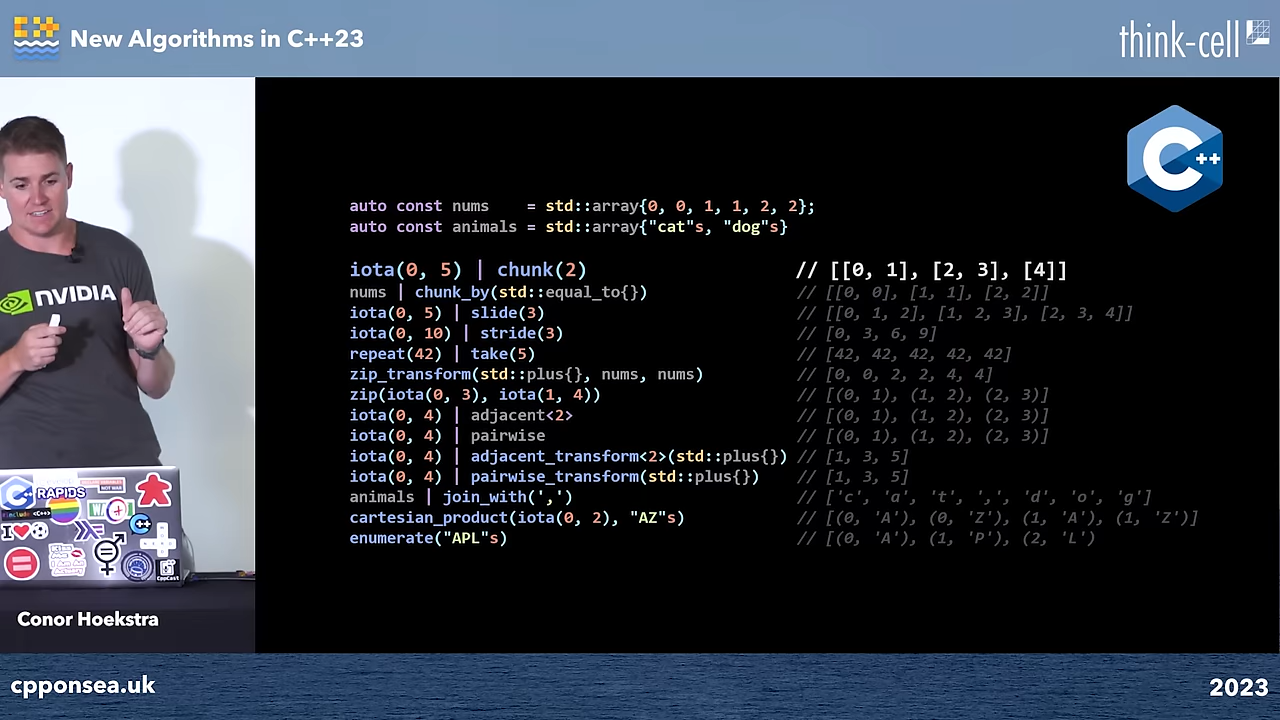 New Algorithms in C++23
think-cell
C++
auto const nums    = std::array{0, 0, 1, 1, 2, 2};
auto const animals = std::array{"cat"s, "dog"s}
iota(0, 5) | chunk(2) // [[0, 1], [2, 3], [4]]
nums | chunk_by(std::equal_to{}) // [[0, 0], [1, 1], [2, 2]]
iota(0, 5) | slide(3) // [[0, 1, 2], [1, 2, 3], [2, 3, 4]]
iota(0, 10) | stride(3) // [0, 3, 6, 9]
repeat(42) | take(5) // [42, 42, 42, 42, 42]
zip_transform(std::plus{}, nums, nums) // [0, 0, 2, 2, 4, 4]
zip(iota(0, 3), iota(1, 4)) // [(0, 1), (1, 2), (2, 3)]
iota(0, 4) | adjacent<2> // [(0, 1), (1, 2), (2, 3)]
iota(0, 4) | pairwise // [(0, 1), (1, 2), (2, 3)]
iota(0, 4) | adjacent_transform<2>(std::plus{}) // [1, 3, 5]
iota(0, 4) | pairwise_transform(std::plus{}) // [1, 3, 5]
animals | join_with(',') // ['c', 'a', 't', ',', 'd', 'o', 'g']
cartesian_product(iota(0, 2), "AZ"s) // [(0, 'A'), (0, 'Z'), (1, 'A'), (1, 'Z')]
enumerate("APL"s) // [(0, 'A'), (1, 'P'), (2, 'L')
NVIDIA
RAPIDS
#include <C++>
C++
I
CppCast
Conor Hoekstra
cpponsea.uk
2023